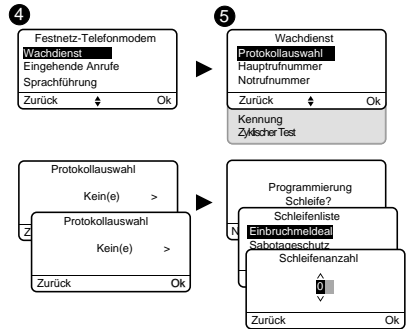 4
Festnetz-Telefonmodem
Wachdienst
Eingehende Anrufe
Sprachführung
Zurück Ok
5
Wachdienst
Protokollauswahl
Hauptrufnummer
Notrufnummer
Zurück Ok
Kennung
Zyklischer Test
Protokollauswahl
Kein(e) >
Z
Protokollauswahl
Kein(e) >
Zurück Ok
Programmierung
Schleife?
N
Schleifenliste
Einbruchmeldeal
Sabotageschutz
Schleifenanzahl
0
Zurück Ok